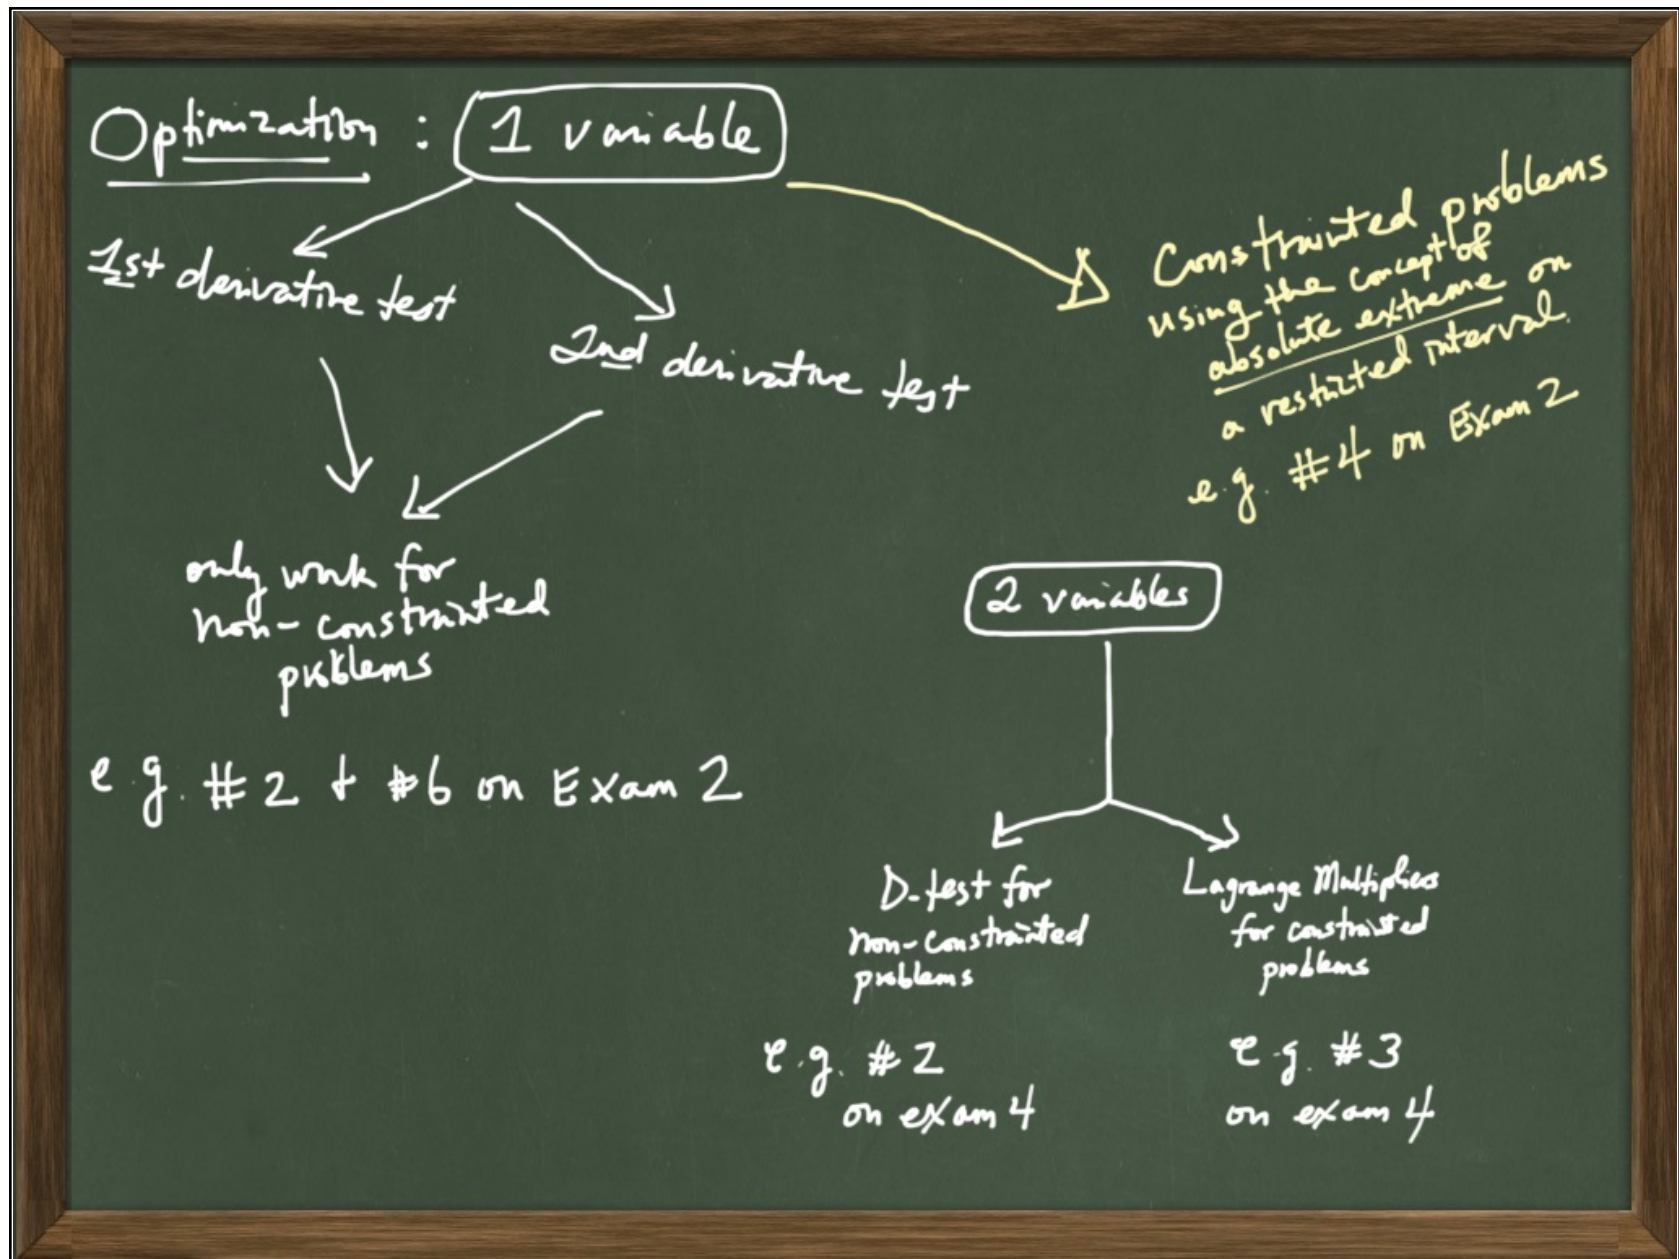 Optimization : 1 variable
1st derivative test
2nd derivative test
only work for
non-constrainted
problems
e.g. #2 + #6 on Exam 2
Constrainted problems
using the concept of
absolute extreme on
a restricted interval.
e.g. #4 on Exam 2
2 variables
D-test for
non-constrainted
problems
e.g. #2
on exam 4
Lagrange Multipliers
for constrainted
problems
e.g. #3
on exam 4